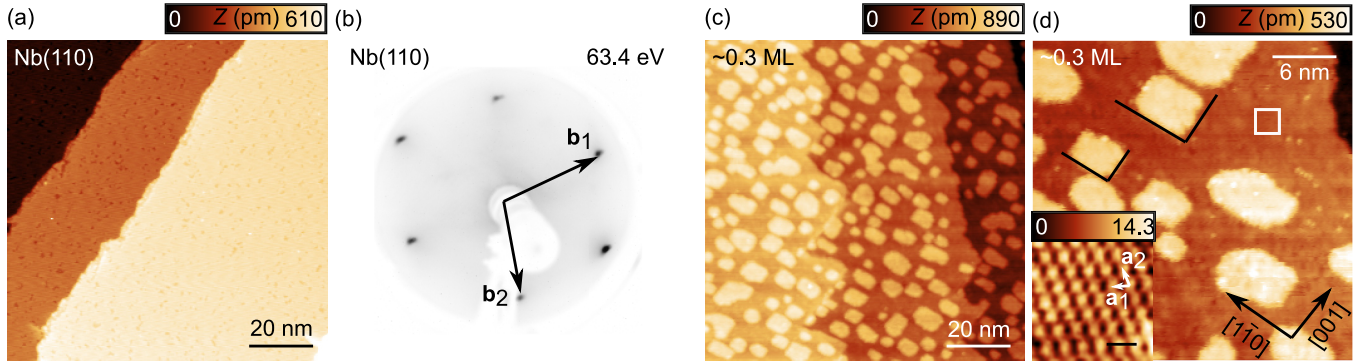 (a)
0 Z (pm) 610
Nb(110)
20 nm
(b)
Nb(110) 63.4 eV
b1
b2
(c)
0 Z (pm) 890
~0.3 ML
20 nm
(d)
0 Z (pm) 530
~0.3 ML
6 nm
0 14.3
a2
a1
[11̄0]
[001]